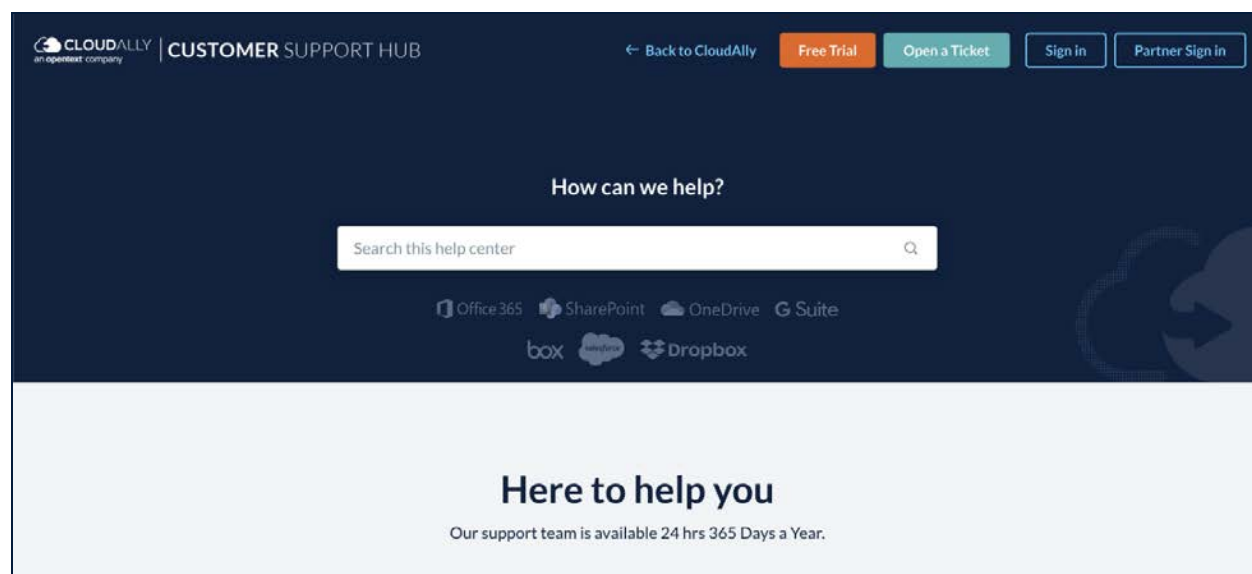 CLOUDALLY
an opentext company
CUSTOMER SUPPORT HUB
← Back to CloudAlly
Free Trial
Open a Ticket
Sign in
Partner Sign in
How can we help?
Search this help center
Office 365 SharePoint OneDrive G Suite
box salesforce Dropbox
Here to help you
Our support team is available 24 hrs 365 Days a Year.